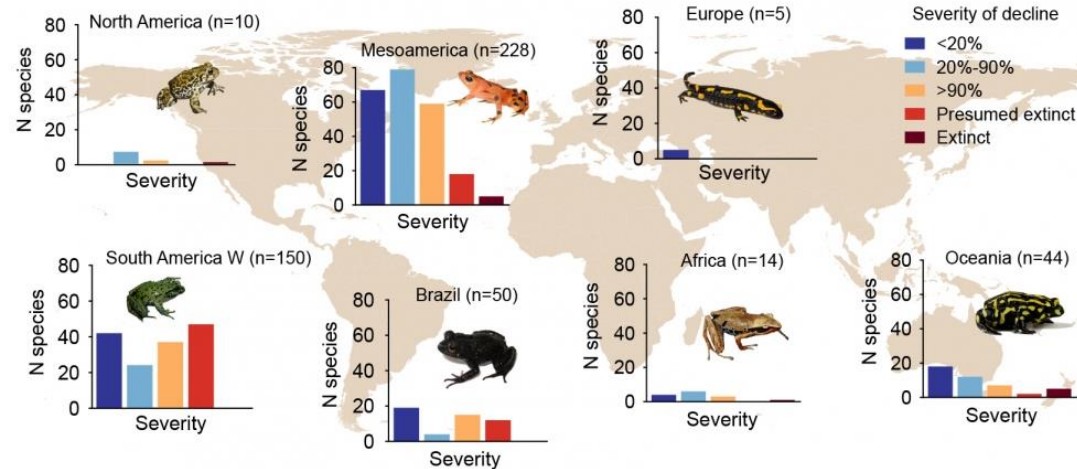 North America (n=10)
80
60
40
20
0
N species
Severity
Mesoamerica (n=228)
80
60
40
20
0
N species
Severity
Europe (n=5)
80
60
40
20
0
N species
Severity
Severity of decline
<20%
20%-90%
>90%
Presumed extinct
Extinct
South America W (n=150)
80
60
40
20
0
N species
Severity
Brazil (n=50)
80
60
40
20
0
N species
Severity
Africa (n=14)
80
60
40
20
0
N species
Severity
Oceania (n=44)
80
60
40
20
0
N species
Severity